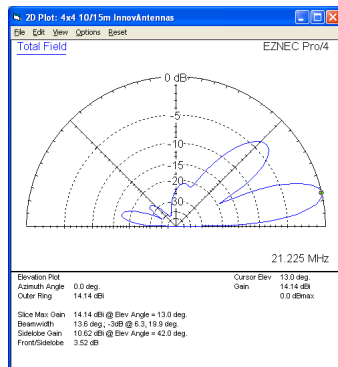 2D Plot: 4x4 10/15m InnovAntennas
File Edit View Options Reset
Total Field EZNEC Pro/4
0 dB
-5
-10
-15
-20
-30
21.225 MHz
Elevation Plot Cursor Elev 13.0 deg.
Azimuth Angle 0.0 deg. Gain 14.14 dBi
Outer Ring 14.14 dBi 0.0 dBmax
Slice Max Gain 14.14 dBi @ Elev Angle = 13.0 deg.
Beamwidth 13.6 deg.; -3dB @ 6.3, 19.9 deg.
Sidelobe Gain 10.62 dBi @ Elev Angle = 42.0 deg.
Front/Sidelobe 3.52 dB